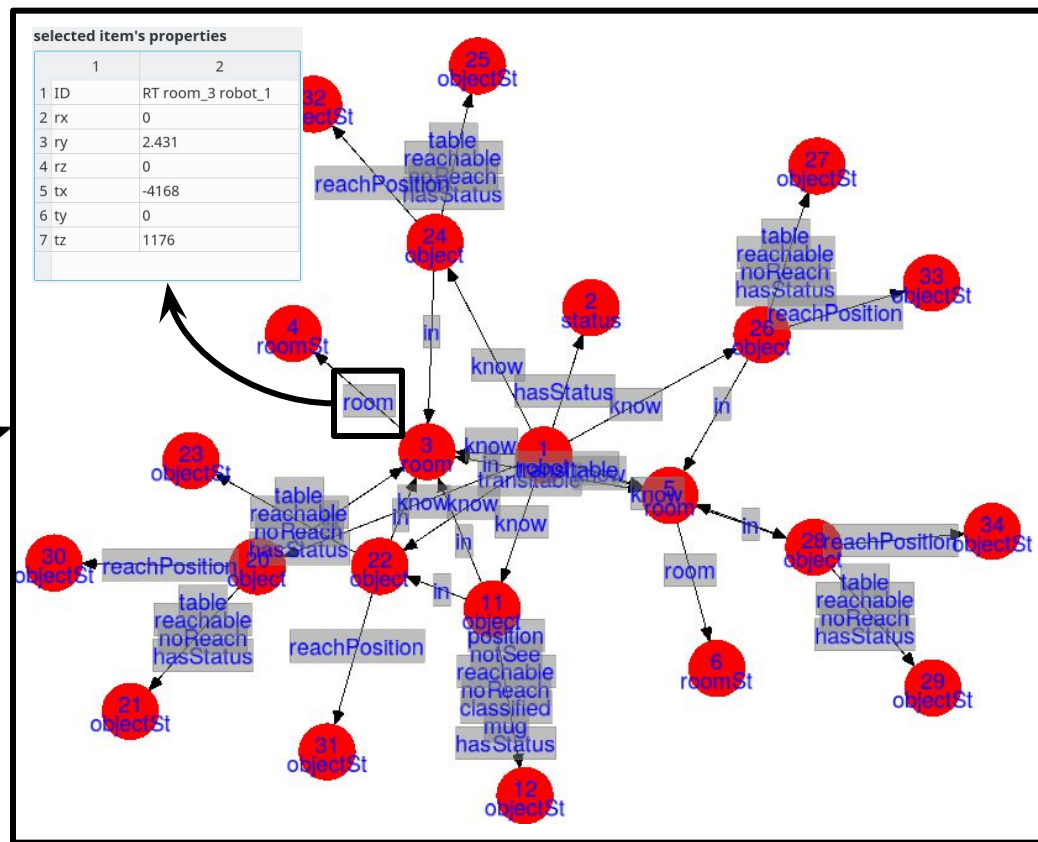 selected item's properties
1 2
1 ID RT room_3 robot_1
2 rx 0
3 ry 2.431
4 rz 0
5 tx -4168
6 ty 0
7 tz 1176
25
objectSt
32
ectSt
table
reachable
noReach
hasStatus
reachPosition
24
object
27
objectSt
table
reachable
noReach
hasStatus
33
objectSt
reachPosition
26
object
2
status
4
roomSt
in
know
hasStatus
know
in
room
3
room
know
in
transitable
1
robot
transitable
know
know
5
room
23
objectSt
table
reachable
noReach
hasStatus
know
know
know
in
in
in
34
objectSt
reachPosition
28
object
30
objectSt
reachPosition
20
object
22
object
in
11
object
room
table
reachable
noReach
hasStatus
table
reachable
noReach
hasStatus
reachPosition
position
notSee
reachable
noReach
classified
mug
hasStatus
6
roomSt
29
objectSt
21
objectSt
31
objectSt
12
objectSt